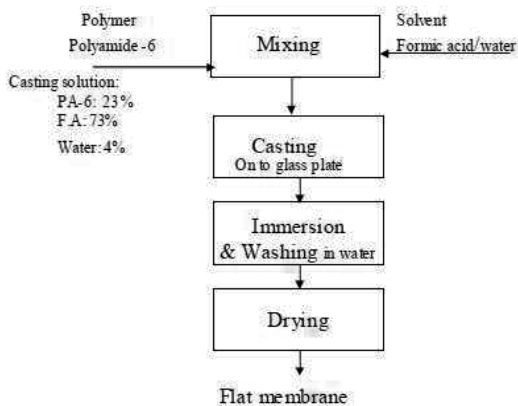 Polymer
Polyamide -6
Mixing
Solvent
Formic acid/water
Casting solution:
PA-6: 23%
F.A: 73%
Water: 4%
Casting
On to glass plate
Immersion
& Washing in water
Drying
Flat membrane